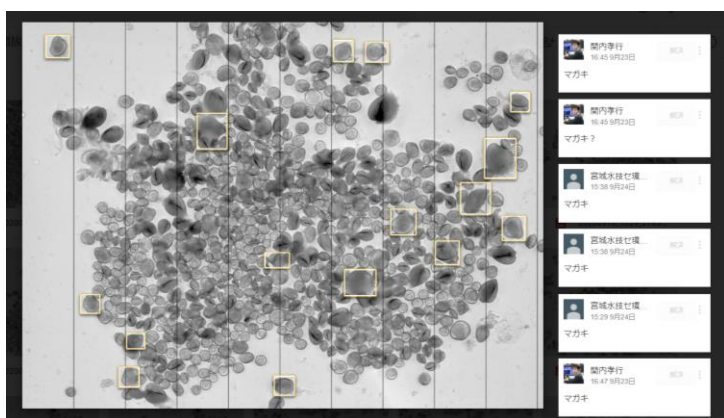 関内孝行
16:45 9月23日
マガキ
関内孝行
16:45 9月23日
マガキ？
宮城水技セ環...
15:38 9月24日
マガキ
宮城水技セ環...
15:38 9月24日
マガキ
宮城水技セ環...
15:29 9月24日
マガキ
関内孝行
16:47 9月23日
マガキ